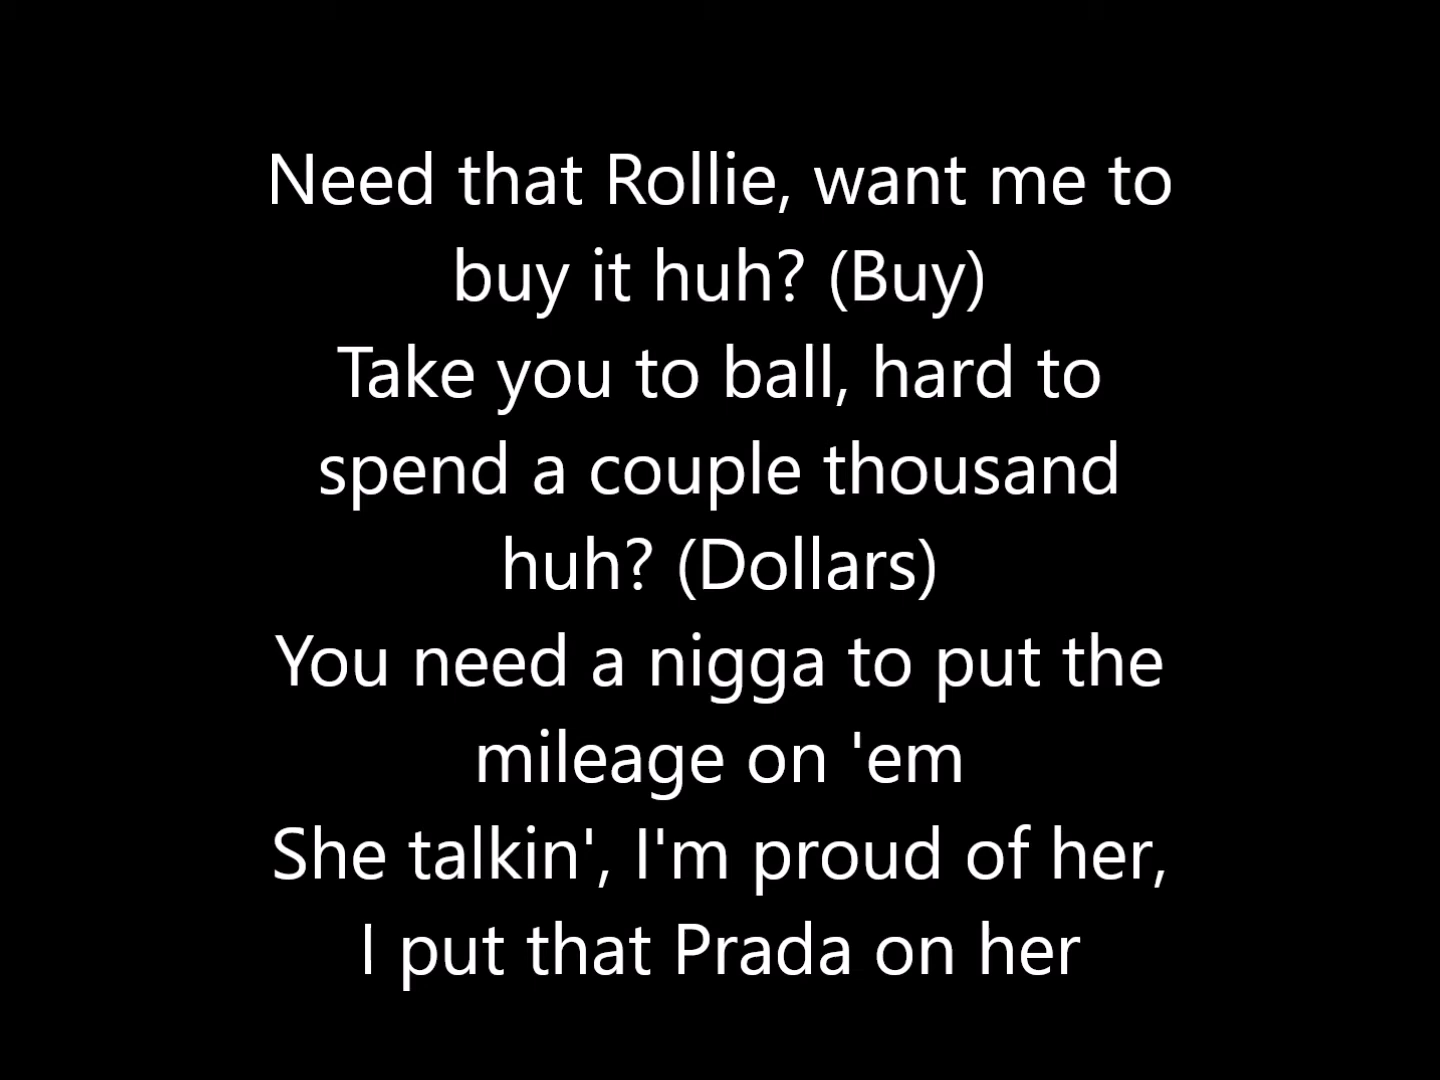 Need that Rollie, want me to
buy it huh? (Buy)
Take you to ball, hard to
spend a couple thousand
huh? (Dollars)
You need a nigga to put the
mileage on 'em
She talkin', I'm proud of her,
I put that Prada on her